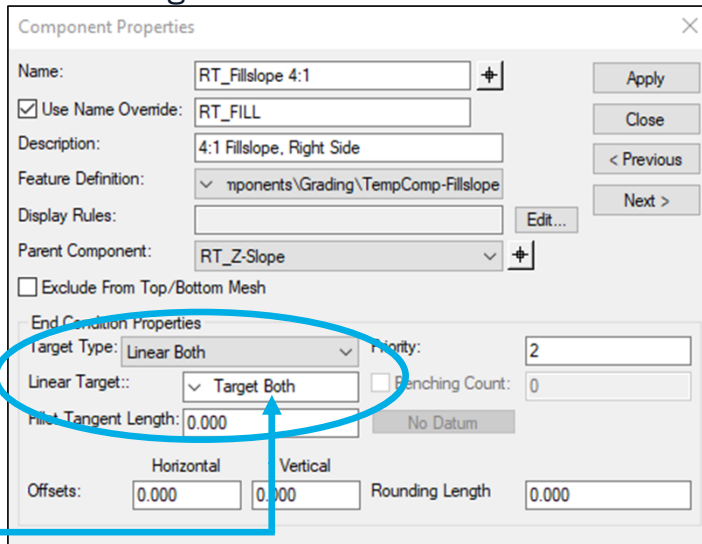 Component Properties
Name: RT_Fillslope 4:1 Apply
Use Name Override: RT_FILL Close
Description: 4:1 Fillslope, Right Side < Previous
Feature Definition: mponents\Grading\TempComp-Fillslope Next >
Display Rules: Edit...
Parent Component: RT_Z-Slope
Exclude From Top/Bottom Mesh
End Condition Properties
Target Type: Linear Both Priority: 2
Linear Target:: Target Both Benching Count: 0
Fillet Tangent Length: 0.000 No Datum
Horizontal Vertical
Offsets: 0.000 0.000 Rounding Length 0.000